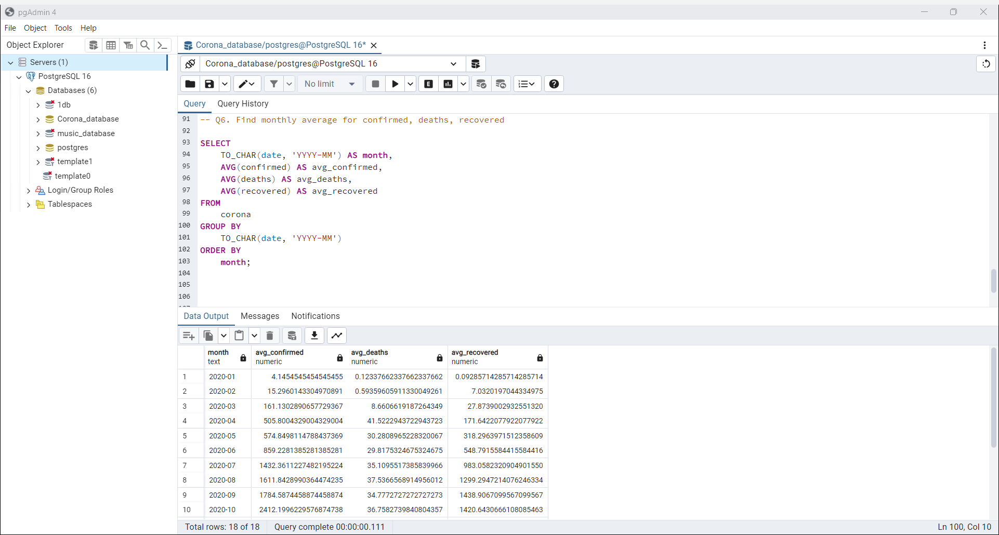 pgAdmin 4
File Object Tools Help
Object Explorer
Servers (1)
PostgreSQL 16
Databases (6)
1db
Corona_database
music_database
postgres
template1
template0
Login/Group Roles
Tablespaces
Corona_database/postgres@PostgreSQL 16*
Corona_database/postgres@PostgreSQL 16
No limit
E
Query Query History
91 -- Q6. Find monthly average for confirmed, deaths, recovered
92
93 SELECT
94 TO_CHAR(date, 'YYYY-MM') AS month,
95 AVG(confirmed) AS avg_confirmed,
96 AVG(deaths) AS avg_deaths,
97 AVG(recovered) AS avg_recovered
98 FROM
99 corona
100 GROUP BY
101 TO_CHAR(date, 'YYYY-MM')
102 ORDER BY
103 month;
104
105
106
Data Output Messages Notifications
month avg_confirmed avg_deaths avg_recovered
text numeric numeric numeric
1 2020-01 4.1454545454545455 0.12337662337662337662 0.09285714285714285714
2 2020-02 15.2960143304970891 0.59359605911330049261 7.0320197044334975
3 2020-03 161.1302890657729367 8.6606619187264349 27.8739002932551320
4 2020-04 505.8004329004329004 41.5222943722943723 171.6422077922077922
5 2020-05 574.8498114788437369 30.2808965228320067 318.2963971512358609
6 2020-06 859.2281385281385281 29.8175324675324675 548.7915584415584416
7 2020-07 1432.3611227482195224 35.1095517385839966 983.0582320904901550
8 2020-08 1611.8428990364474235 37.5366568914956012 1299.2947214076246334
9 2020-09 1784.5874458874458874 34.7772727272727273 1438.9067099567099567
10 2020-10 2412.1996229576874738 36.7582739840804357 1420.6430666108085463
Total rows: 18 of 18 Query complete 00:00:00.111 Ln 100, Col 10